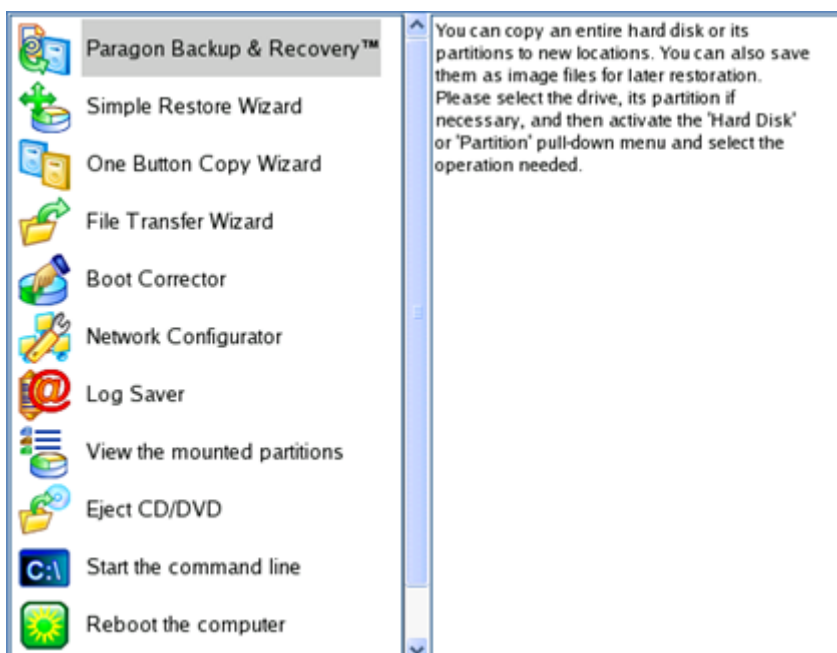 Paragon Backup & Recovery™
Simple Restore Wizard
One Button Copy Wizard
File Transfer Wizard
Boot Corrector
Network Configurator
Log Saver
View the mounted partitions
Eject CD/DVD
C:\
Start the command line
Reboot the computer
You can copy an entire hard disk or its
partitions to new locations. You can also save
them as image files for later restoration.
Please select the drive, its partition if
necessary, and then activate the 'Hard Disk'
or 'Partition' pull-down menu and select the
operation needed.